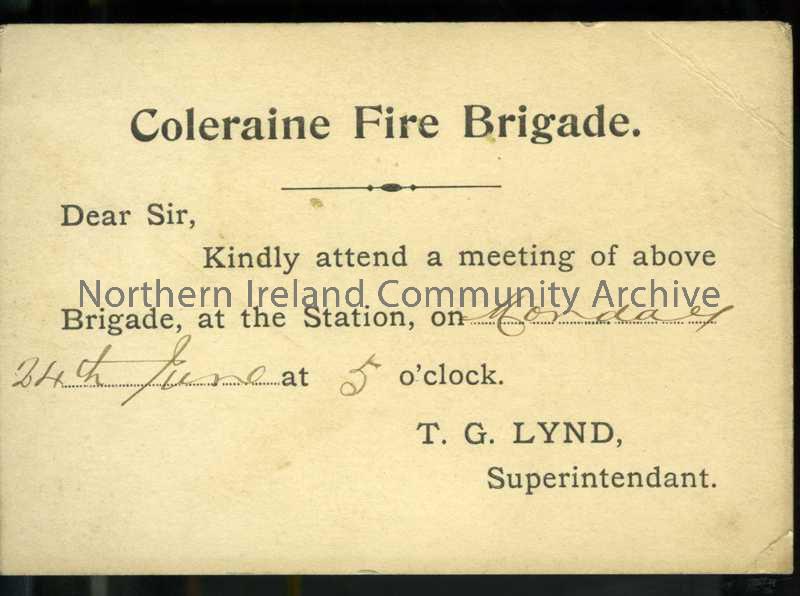 Coleraine Fire Brigade.
Dear Sir,
Kindly attend a meeting of above
Northern Ireland Community Archive
Brigade, at the Station, on Monday
24th June at 5 o'clock.
T. G. LYND,
Superintendant.